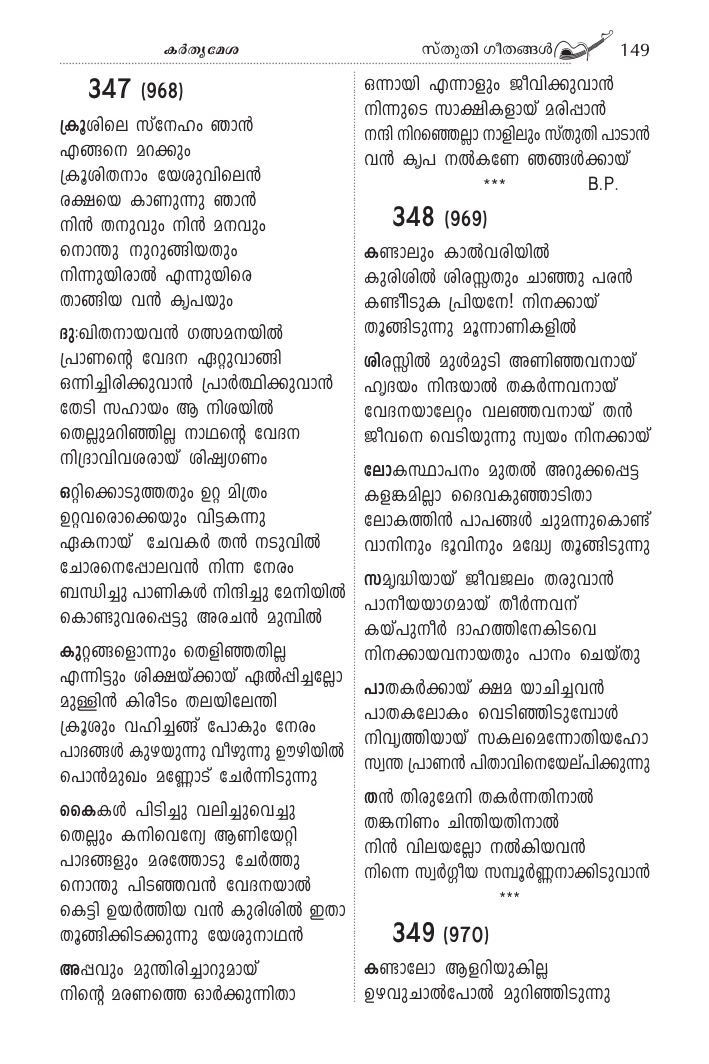 കർതൃമേശ
സ്തുതി ഗീതങ്ങൾ 149
347 (968)
ക്രൂശിലെ സ്നേഹം ഞാൻ
എങ്ങനെ മറക്കും
ക്രൂശിതനാം യേശുവിലെൻ
രക്ഷയെ കാണുന്നു ഞാൻ
നിൻ തനുവും നിൻ മനവും
നൊന്തു നുറുങ്ങിയതും
നിന്നുയിരാൽ എന്നുയിരെ
താങ്ങിയ വൻ കൃപയും
ദുഃഖിതനായവൻ ഗത്സമനയിൽ
പ്രാണന്റെ വേദന ഏറ്റുവാങ്ങി
ഒന്നിച്ചിരിക്കുവാൻ പ്രാർത്ഥിക്കുവാൻ
തേടി സഹായം ആ നിശയിൽ
തെല്ലുമറിഞ്ഞില്ല നാഥന്റെ വേദന
നിദ്രാവിവശരായ് ശിഷ്യഗണം
ഒറ്റിക്കൊടുത്തതും ഉറ്റ മിത്രം
ഉറ്റവരൊക്കെയും വിട്ടകന്നു
ഏകനായ് ചേവകർ തൻ നടുവിൽ
ചോരനെപ്പോലവൻ നിന്ന നേരം
ബന്ധിച്ചു പാണികൾ നിന്ദിച്ചു മേനിയിൽ
കൊണ്ടുവരപ്പെട്ടു അരചൻ മുമ്പിൽ
കുറ്റങ്ങളൊന്നും തെളിഞ്ഞതില്ല
എന്നിട്ടും ശിക്ഷയ്ക്കായ് ഏൽപ്പിച്ചല്ലോ
മുള്ളിൻ കിരീടം തലയിലേന്തി
ക്രൂശും വഹിച്ചങ്ങ് പോകും നേരം
പാദങ്ങൾ കുഴയുന്നു വീഴുന്നു ഊഴിയിൽ
പൊൻമുഖം മണ്ണോട് ചേർന്നിടുന്നു
കൈകൾ പിടിച്ചു വലിച്ചുവെച്ചു
തെല്ലും കനിവെന്യേ ആണിയേറ്റി
പാദങ്ങളും മരത്തോടു ചേർത്തു
നൊന്തു പിടഞ്ഞവൻ വേദനയാൽ
കെട്ടി ഉയർത്തിയ വൻ കുരിശിൽ ഇതാ
തൂങ്ങിക്കിടക്കുന്നു യേശുനാഥൻ
അപ്പവും മുന്തിരിച്ചാറുമായ്
നിന്റെ മരണത്തെ ഓർക്കുന്നിതാ
ഒന്നായി എന്നാളും ജീവിക്കുവാൻ
നിന്നുടെ സാക്ഷികളായ് മരിപ്പാൻ
നന്ദി നിറഞ്ഞെല്ലാ നാളിലും സ്തുതി പാടാൻ
വൻ കൃപ നൽകണേ ഞങ്ങൾക്കായ്
*** B.P.
348 (969)
കണ്ടാലും കാൽവരിയിൽ
കുരിശിൽ ശിരസ്സതും ചാഞ്ഞു പരൻ
കണ്ടീടുക പ്രിയനേ! നിനക്കായ്
തൂങ്ങിടുന്നു മൂന്നാണികളിൽ
ശിരസ്സിൽ മുൾമുടി അണിഞ്ഞവനായ്
ഹൃദയം നിന്ദയാൽ തകർന്നവനായ്
വേദനയാലേറ്റം വലഞ്ഞവനായ് തൻ
ജീവനെ വെടിയുന്നു സ്വയം നിനക്കായ്
ലോകസ്ഥാപനം മുതൽ അറുക്കപ്പെട്ട
കളങ്കമില്ലാ ദൈവകുഞ്ഞാടിതാ
ലോകത്തിൻ പാപങ്ങൾ ചുമന്നുകൊണ്ട്
വാനിനും ഭൂവിനും മദ്ധ്യേ തൂങ്ങിടുന്നു
സമൃദ്ധിയായ് ജീവജലം തരുവാൻ
പാനീയയാഗമായ് തീർന്നവന്
കയ്പുനീർ ദാഹത്തിനേകിടവെ
നിനക്കായവനായതും പാനം ചെയ്തു
പാതകർക്കായ് ക്ഷമ യാചിച്ചവൻ
പാതകലോകം വെടിഞ്ഞിടുമ്പോൾ
നിവൃത്തിയായ് സകലമെന്നോതിയഹോ
സ്വന്ത പ്രാണൻ പിതാവിനെയേല്പിക്കുന്നു
തൻ തിരുമേനി തകർന്നതിനാൽ
തങ്കനിണം ചിന്തിയതിനാൽ
നിൻ വിലയല്ലോ നൽകിയവൻ
നിന്നെ സ്വർഗ്ഗീയ സമ്പൂർണ്ണനാക്കിടുവാൻ
***
349 (970)
കണ്ടാലോ ആളറിയുകില്ല
ഉഴവുചാൽപോൽ മുറിഞ്ഞിടുന്നു